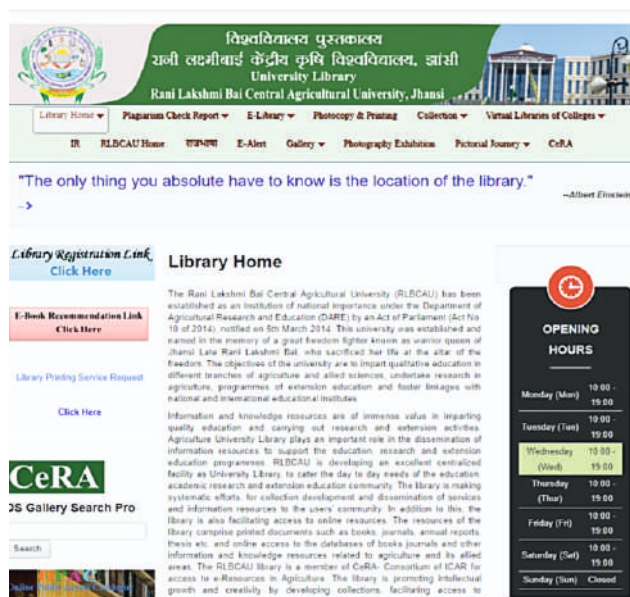 विश्वविद्यालय पुस्तकालय
रानी लक्ष्मीबाई केंद्रीय कृषि विश्वविद्यालय, झांसी
University Library
Rani Lakshmi Bai Central Agricultural University, Jhansi
Library Home Plagiarism Check Report E-Library Photocopy & Printing Collection Virtual Libraries of Colleges
IR RLBCAU Home राजभाषा E-Alert Gallery Photography Exhibition Pictorial Journey CeRA
"The only thing you absolute have to know is the location of the library."
--Albert Einstein
-->
Library Registration Link
Click Here
E-Book Recommendation Link
Click Here
Library Printing Service Request
Click Here
CeRA
OS Gallery Search Pro
Search
Library Home
The Rani Lakshmi Bai Central Agricultural University (RLBCAU) has been
established as an Institution of national importance under the Department of
Agricultural Research and Education (DARE) by an Act of Parliament (Act No
10 of 2014), notified on 5th March 2014. This university was established and
named in the memory of a great freedom fighter known as warrior queen of
Jhansi Late Rani Lakshmi Bai, who sacrificed her life at the altar of the
freedom. The objectives of the university are to impart qualitative education in
different branches of agriculture and allied sciences, undertake research in
agriculture, programmes of extension education and foster linkages with
national and international educational institutes.
Information and knowledge resources are of immense value in imparting
quality education and carrying out research and extension activities.
Agriculture University Library plays an important role in the dissemination of
information resources to support the education, research and extension
education programme. RLBCAU is developing an excellent centralized
facility as University Library to cater the day to day needs of the education,
academic research and extension education community. The library is making
systematic efforts, for collection development and dissemination of services
and information resources to the users' community. In addition to this, the
library is also facilitating access to online resources. The resources of the
library comprise printed documents such as books, journals, annual reports,
thesis etc. and online access to the databases of books journals and other
information and knowledge resources related to agriculture and its allied
areas. The RLBCAU library is a member of CeRA- Consortium of ICAR for
access to e-Resources in Agriculture. The library is promoting intellectual
growth and creativity by developing collections, facilitating access to
OPENING
HOURS
Monday (Mon) 10:00 - 19:00
Tuesday (Tue) 10:00 - 19:00
Wednesday (Wed) 10:00 - 19:00
Thursday (Thur) 10:00 - 19:00
Friday (Fri) 10:00 - 19:00
Saturday (Sat) 10:00 - 19:00
Sunday (Sun) Closed